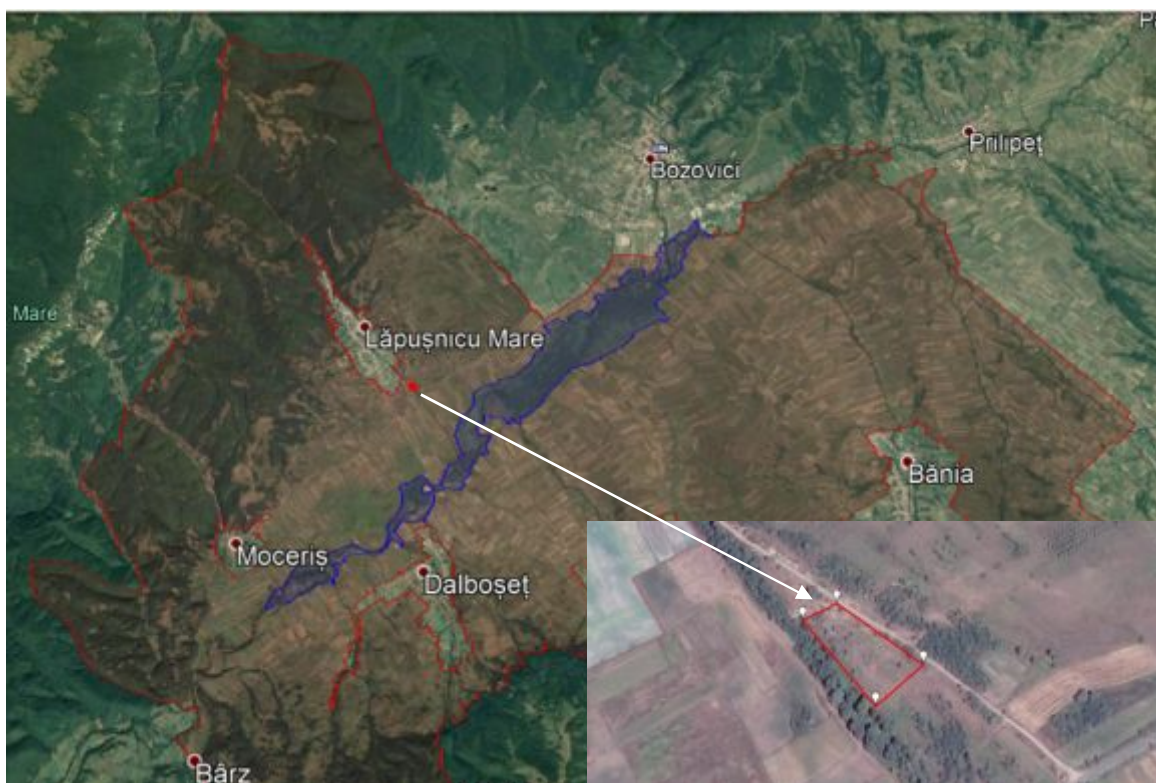 Bozovici
Prilipeț
Mare
Lăpușnicu Mare
Bănia
Moceriș
Dalboșeț
Bârz